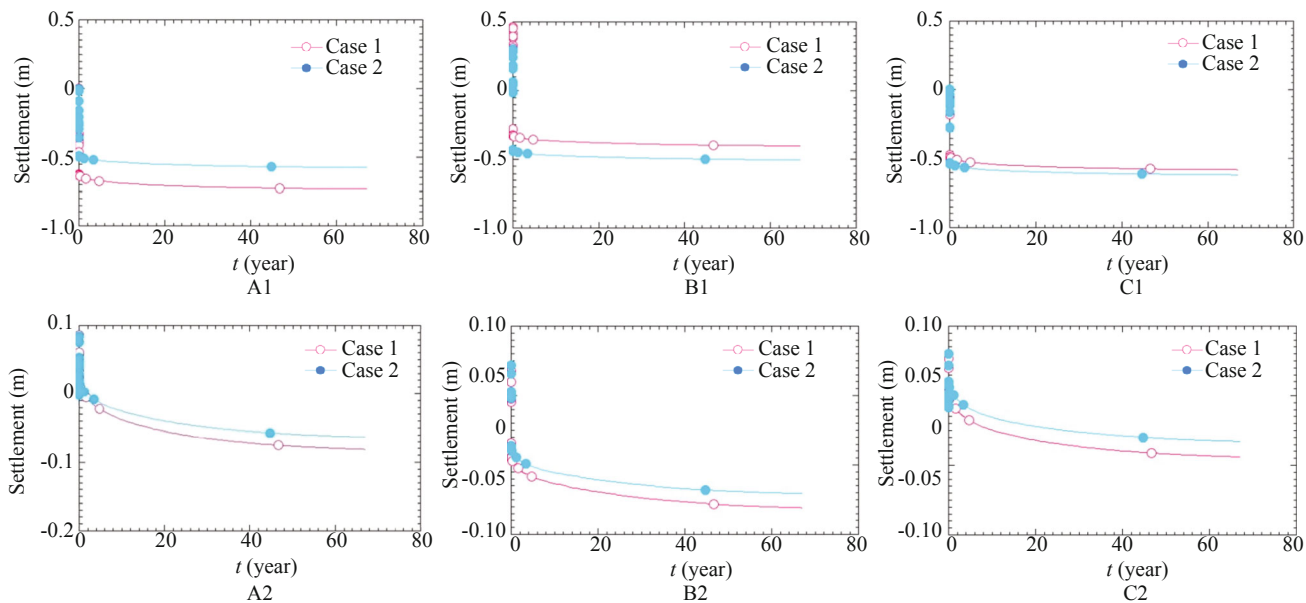 0.5
0
-0.5
-1.0
Settlement (m)
Case 1
Case 2
0 20 40 60 80
t (year)
A1
0.5
0
-0.5
-1.0
Settlement (m)
Case 1
Case 2
0 20 40 60 80
t (year)
B1
0.5
0
-0.5
-1.0
Settlement (m)
Case 1
Case 2
0 20 40 60 80
t (year)
C1
0.1
0
-0.1
-0.2
Settlement (m)
Case 1
Case 2
0 20 40 60 80
t (year)
A2
0.10
0.05
0
-0.05
-0.10
Settlement (m)
Case 1
Case 2
0 20 40 60 80
t (year)
B2
0.10
0.05
0
-0.05
0.10
Settlement (m)
Case 1
Case 2
0 20 40 60 80
t (year)
C2